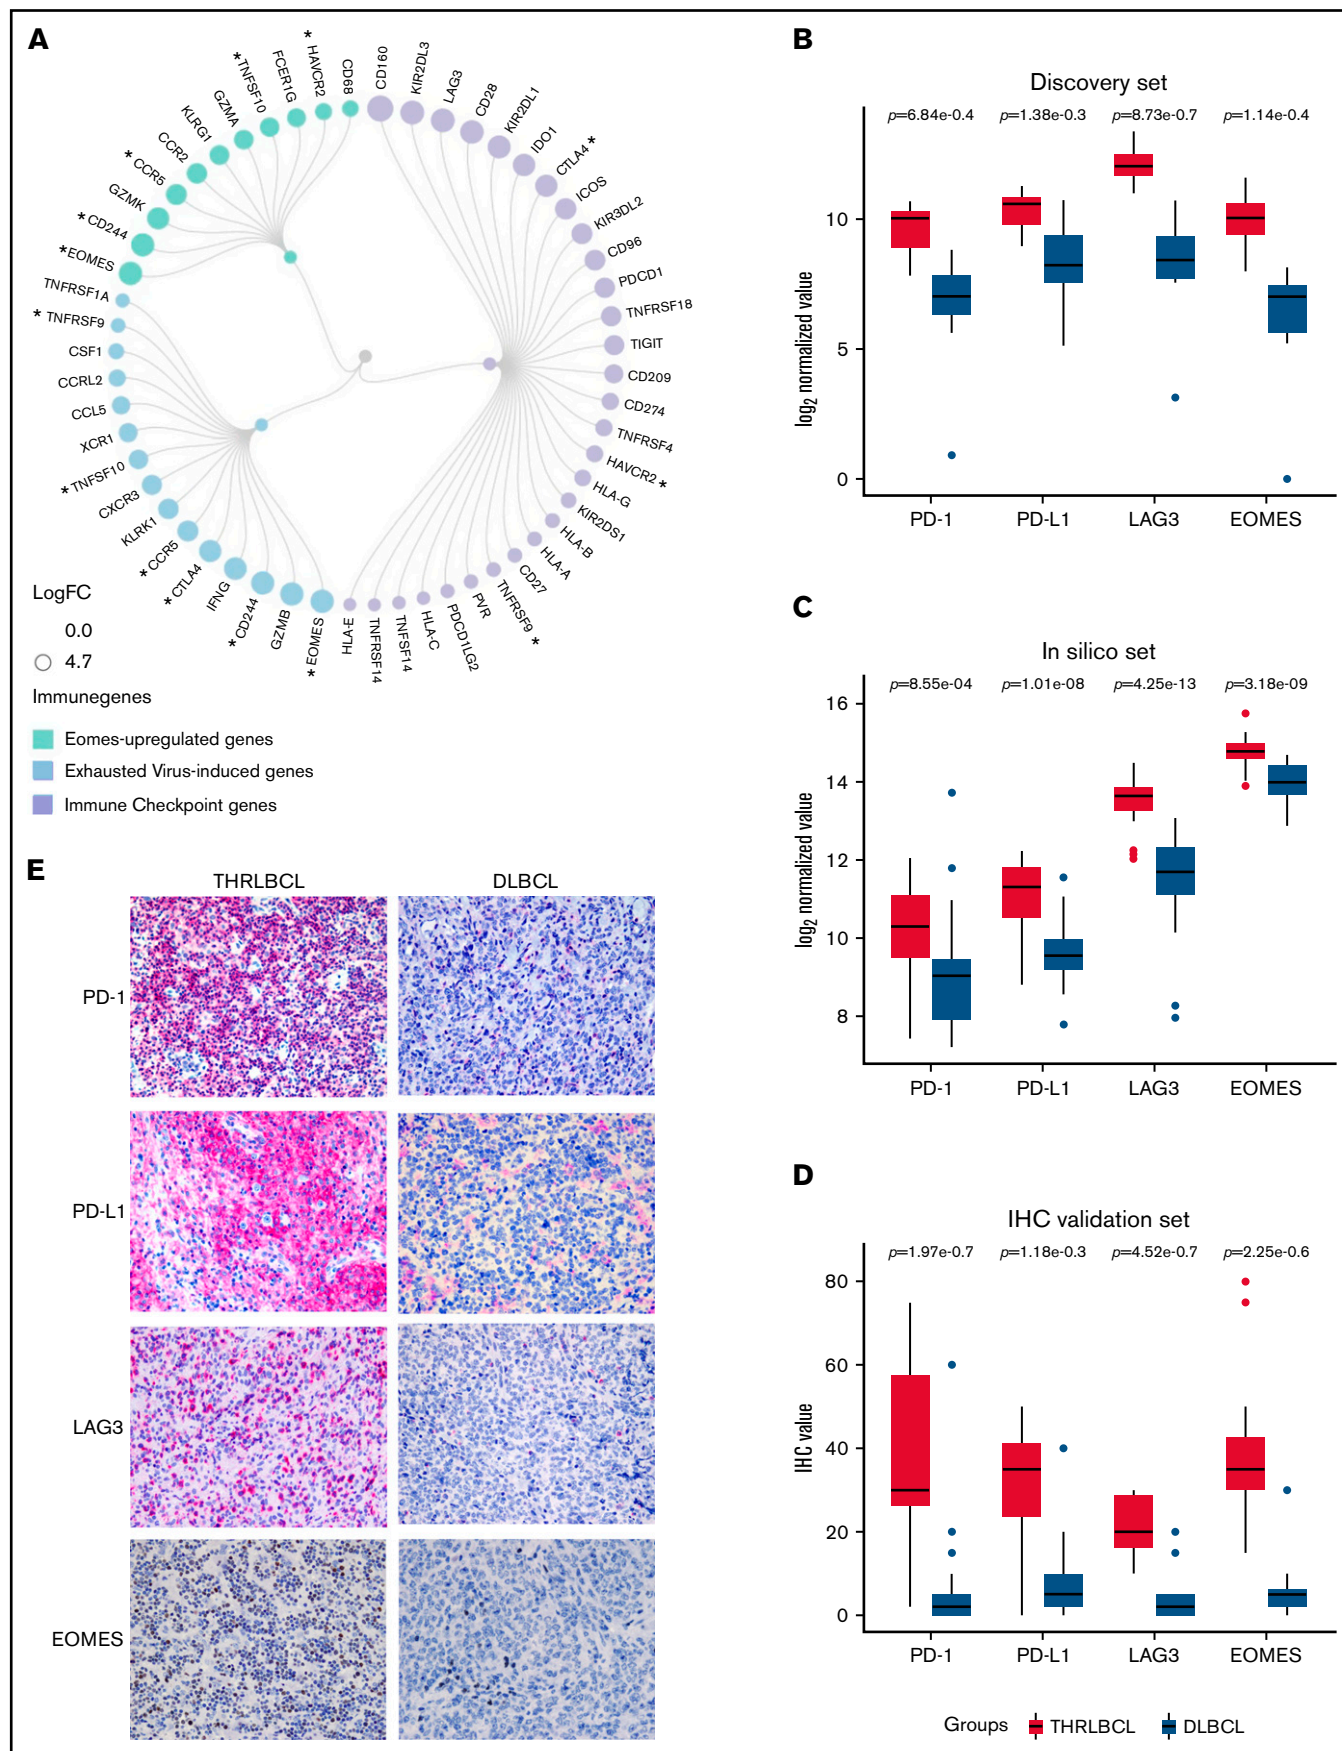 A
* HAVCR2
CD68
CD160
KIR2DL3
LAG3
CD28
KIR2DL1
IDO1
CTLA4 *
ICOS
KIR3DL2
CD96
PDCD1
TNFRSF18
TIGIT
CD209
CD274
TNFRSF4
HAVCR2 *
HLA-G
KIR2DS1
HLA-B
HLA-A
CD27
TNFRSF9 *
PVR
PDCD1LG2
HLA-C
TNFSF14
TNFRSF14
HLA-E
* EOMES
GZMB
* CD244
IFNG
* CTLA4
* CCR5
KLRK1
CXCR3
* TNFSF10
XCR1
CCL5
CCRL2
CSF1
* TNFRSF9
TNFRSF1A
* EOMES
* CD244
GZMK
* CCR5
CCR2
KLRG1
GZMA
* TNFSF10
FCER1G
LogFC
0.0
4.7
Immunegenes
Eomes-upregulated genes
Exhausted Virus-induced genes
Immune Checkpoint genes
B
Discovery set
p=6.84e-0.4 p=1.38e-0.3 p=8.73e-0.7 p=1.14e-0.4
log2 normalized value
10
5
0
PD-1 PD-L1 LAG3 EOMES
C
In silico set
p=8.55e-04 p=1.01e-08 p=4.25e-13 p=3.18e-09
log2 normalized value
16
14
12
10
8
PD-1 PD-L1 LAG3 EOMES
D
IHC validation set
p=1.97e-0.7 p=1.18e-0.3 p=4.52e-0.7 p=2.25e-0.6
IHC value
80
60
40
20
0
PD-1 PD-L1 LAG3 EOMES
Groups THRLBCL DLBCL
E
THRLBCL DLBCL
PD-1
PD-L1
LAG3
EOMES